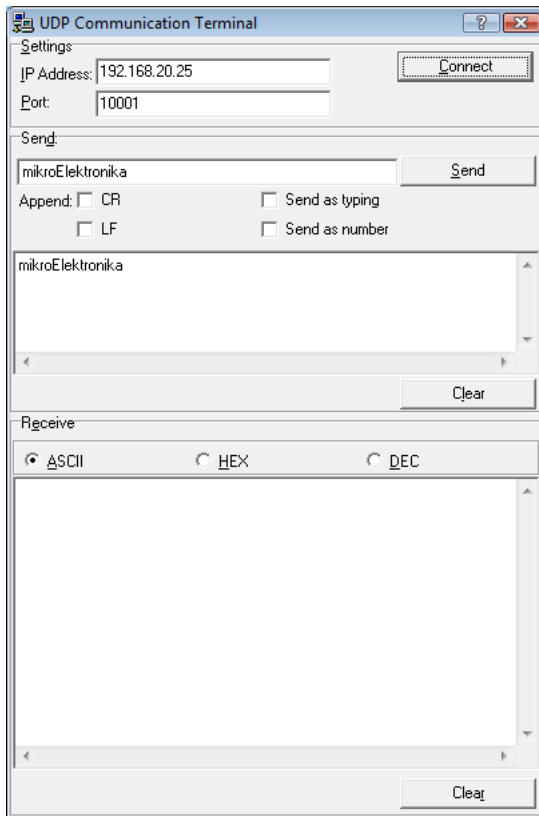 UDP Communication Terminal
Settings
IP Address: 192.168.20.25
Connect
Port: 10001
Send:
mikroElektronika
Send
Append: CR
Send as typing
LF
Send as number
mikroElektronika
Clear
Receive
ASCII HEX DEC
Clear